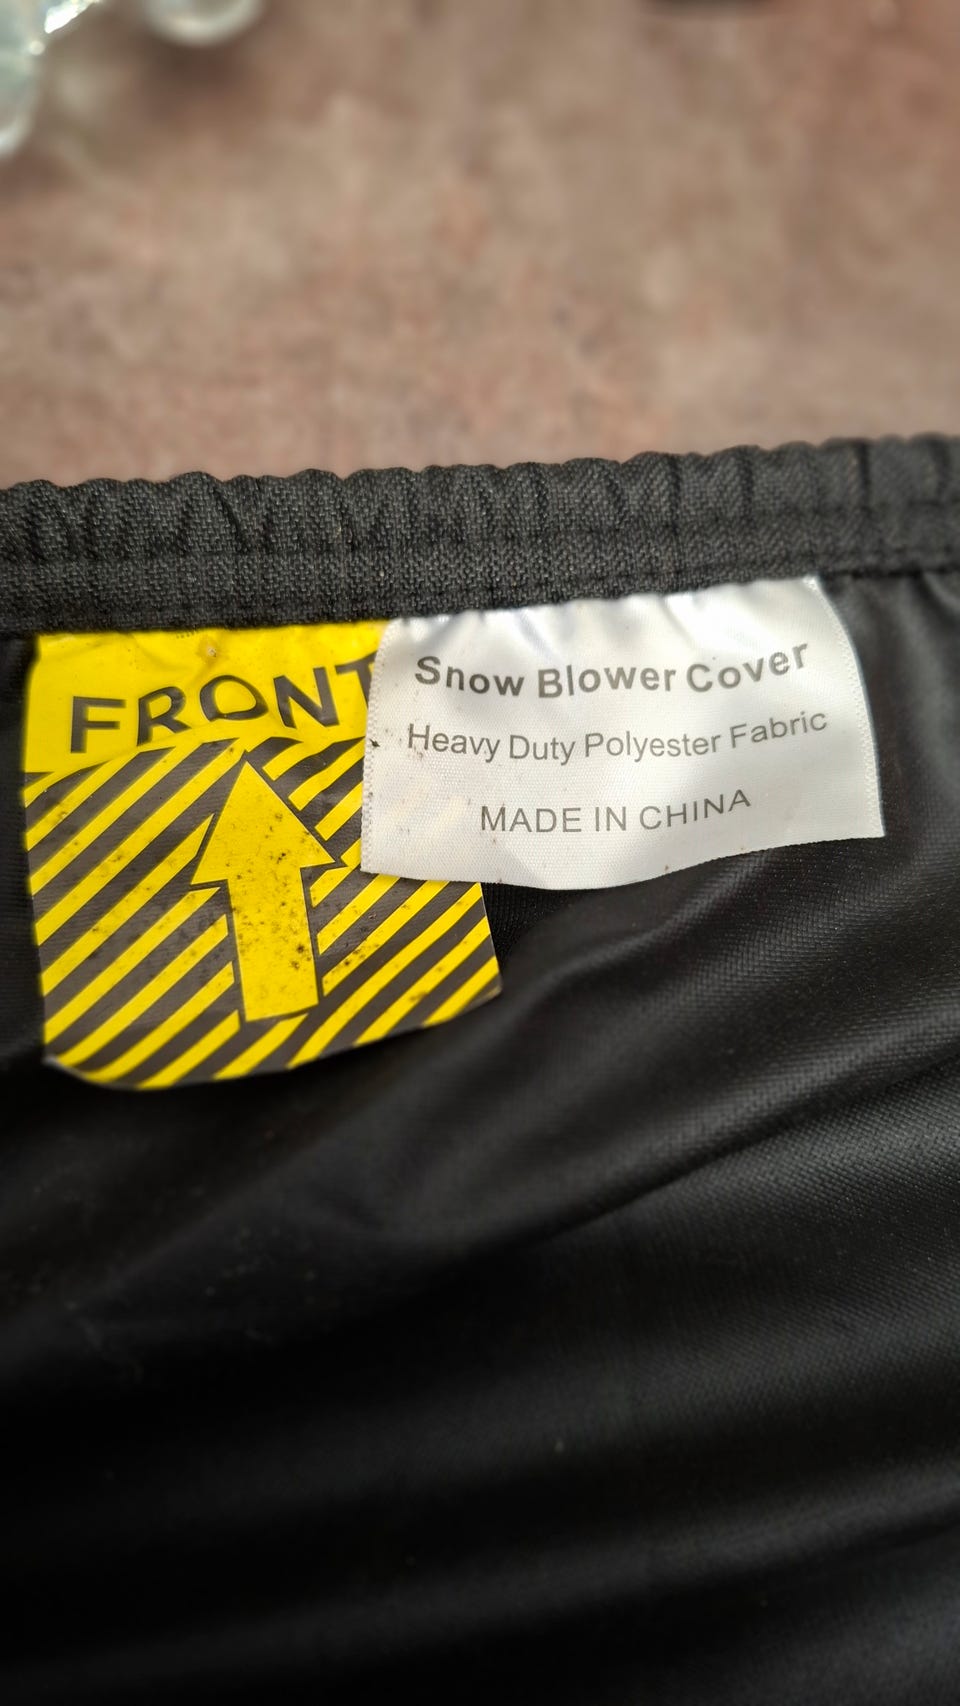 FRONT
Snow Blower Cover
Heavy Duty Polyester Fabric
MADE IN CHINA